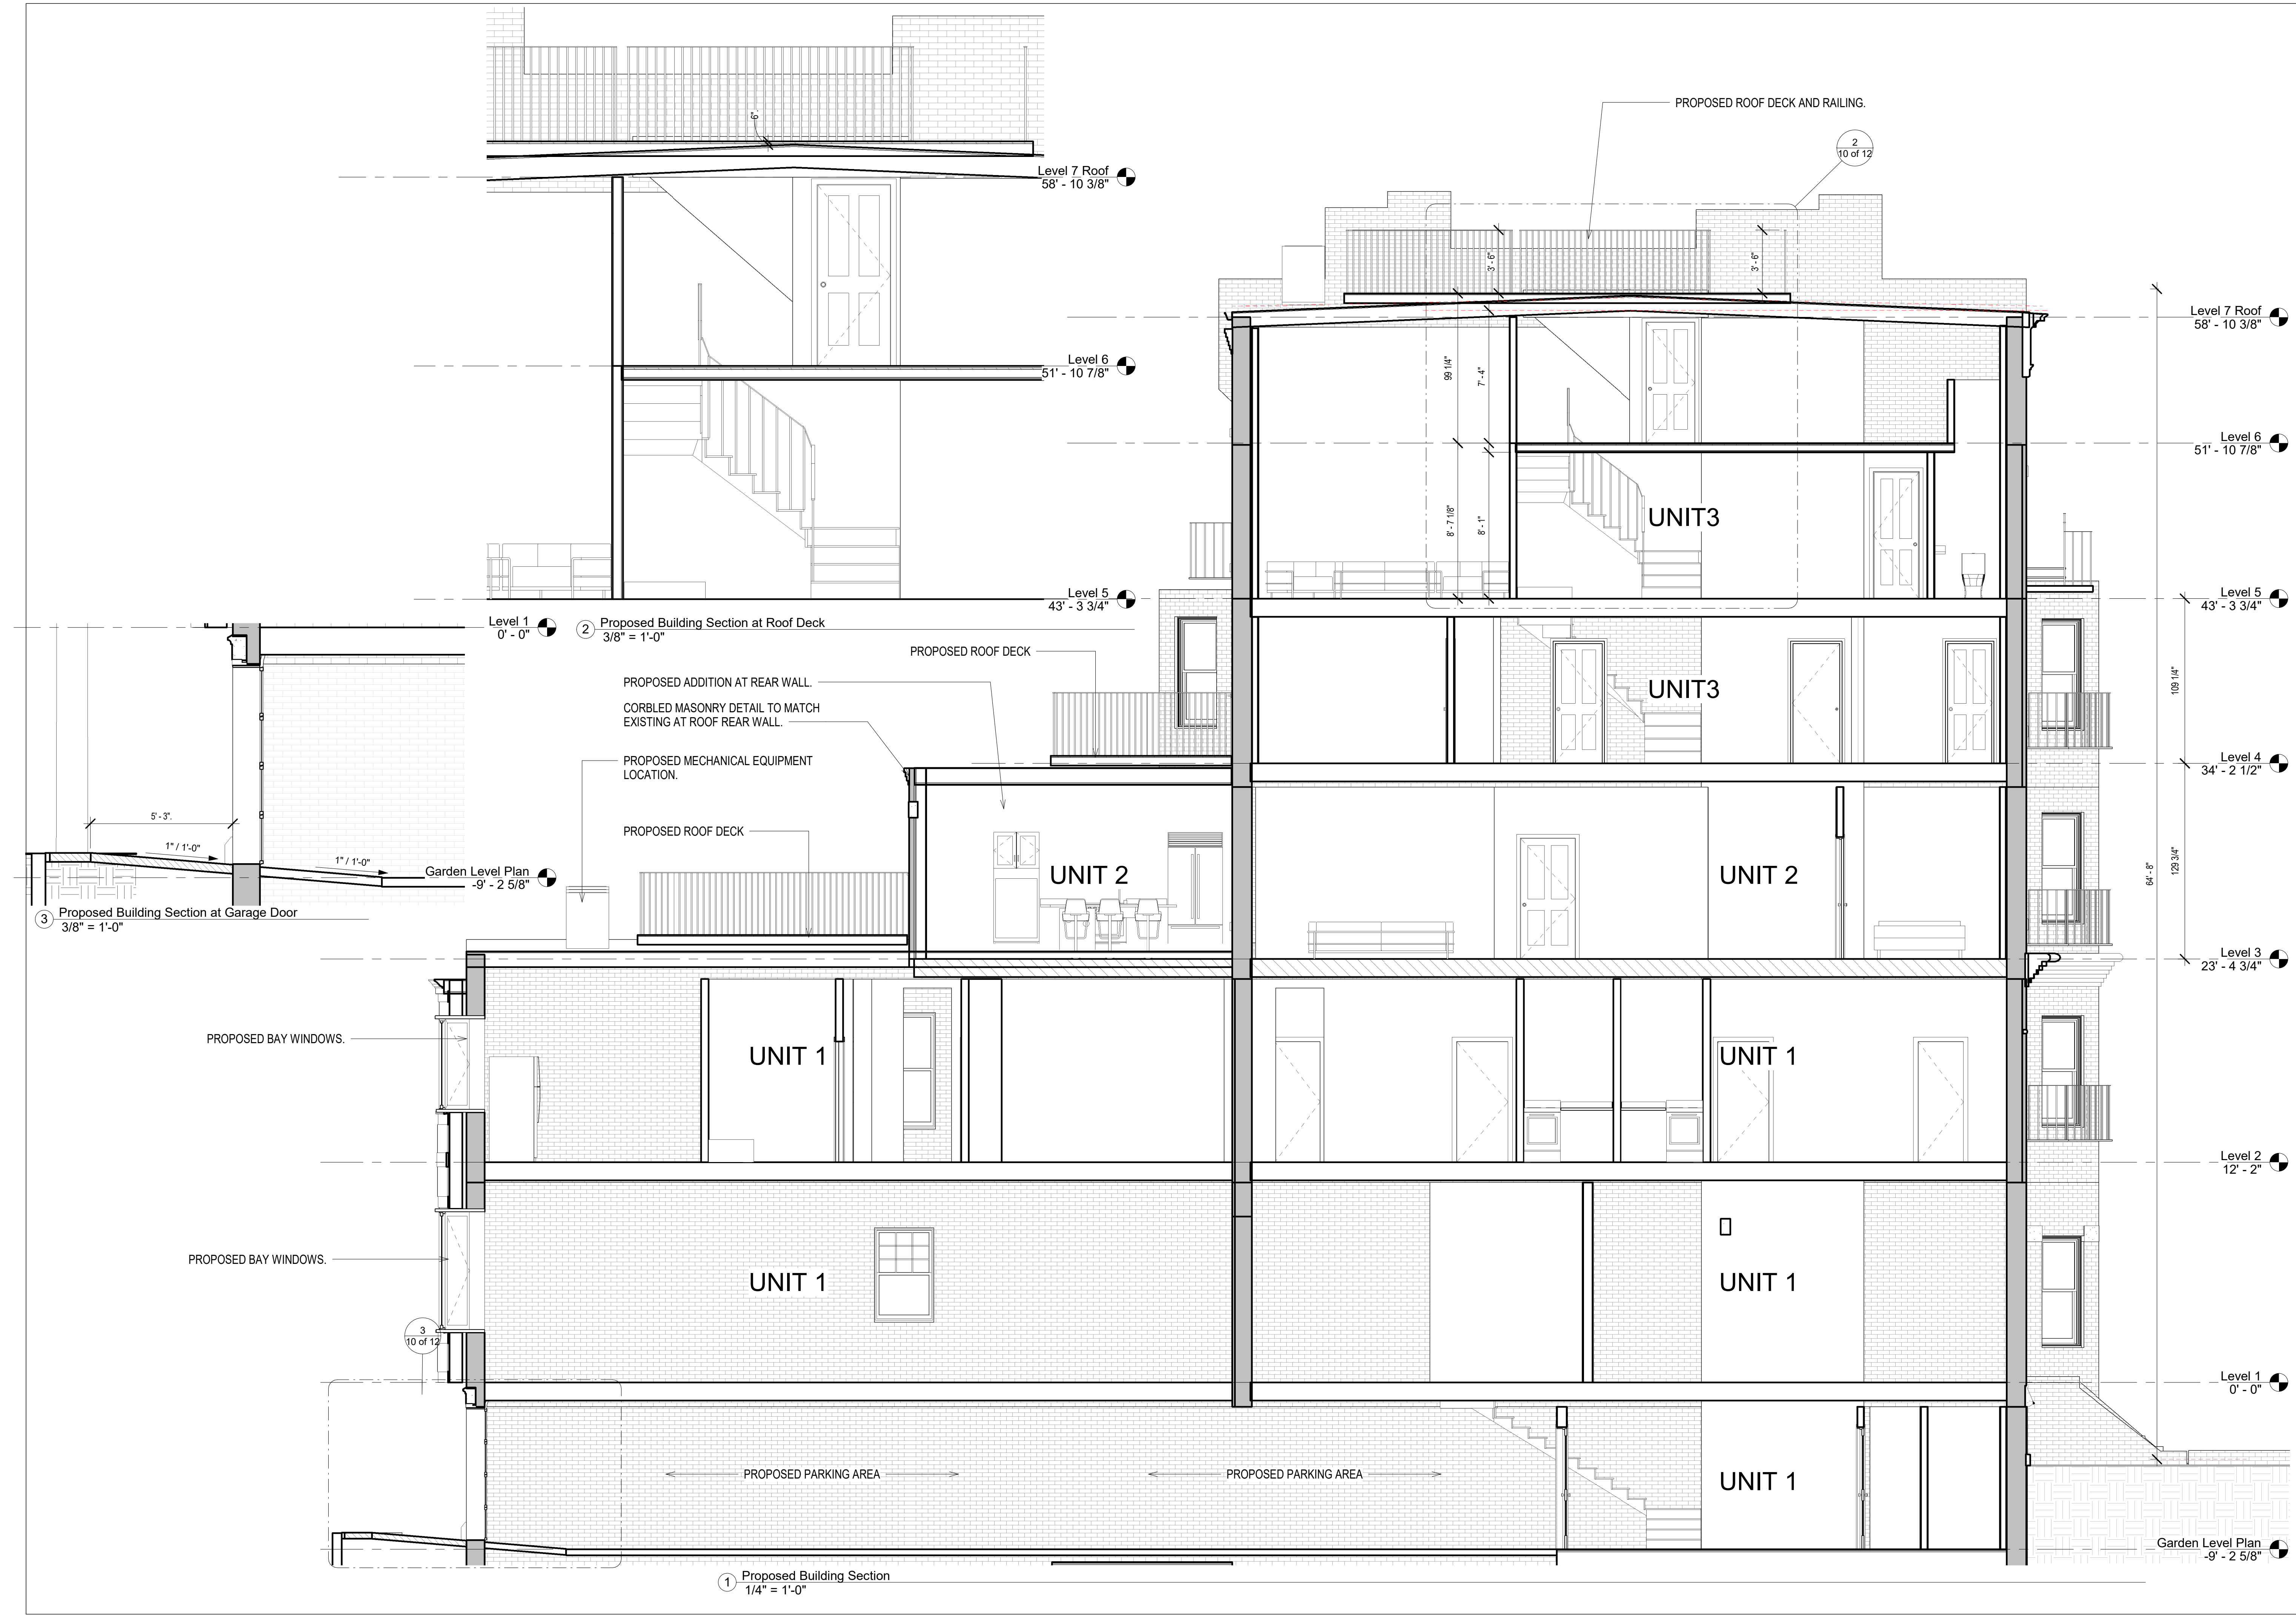 6"
Level 7 Roof
58' - 10 3/8"
Level 6
51' - 10 7/8"
Level 5
43' - 3 3/4"
2
Proposed Building Section at Roof Deck
3/8" = 1'-0"
Level 1
0' - 0"
5' - 3".
1" / 1'-0"
1" / 1'-0"
Garden Level Plan
-9' - 2 5/8"
3
Proposed Building Section at Garage Door
3/8" = 1'-0"
PROPOSED ROOF DECK AND RAILING.
2
10 of 12
3' - 6"
3' - 6"
99 1/4"
7' - 4"
8' - 7 1/8"
8' - 1"
UNIT3
UNIT3
PROPOSED ROOF DECK
PROPOSED ADDITION AT REAR WALL.
CORBLED MASONRY DETAIL TO MATCH
EXISTING AT ROOF REAR WALL.
PROPOSED MECHANICAL EQUIPMENT
LOCATION.
PROPOSED ROOF DECK
UNIT 2
UNIT 2
PROPOSED BAY WINDOWS.
UNIT 1
UNIT 1
PROPOSED BAY WINDOWS.
UNIT 1
UNIT 1
3
10 of 12
PROPOSED PARKING AREA
PROPOSED PARKING AREA
UNIT 1
Level 7 Roof
58' - 10 3/8"
Level 6
51' - 10 7/8"
Level 5
43' - 3 3/4"
109 1/4"
Level 4
34' - 2 1/2"
129 3/4"
64' - 8"
Level 3
23' - 4 3/4"
Level 2
12' - 2"
Level 1
0' - 0"
Garden Level Plan
-9' - 2 5/8"
1
Proposed Building Section
1/4" = 1'-0"